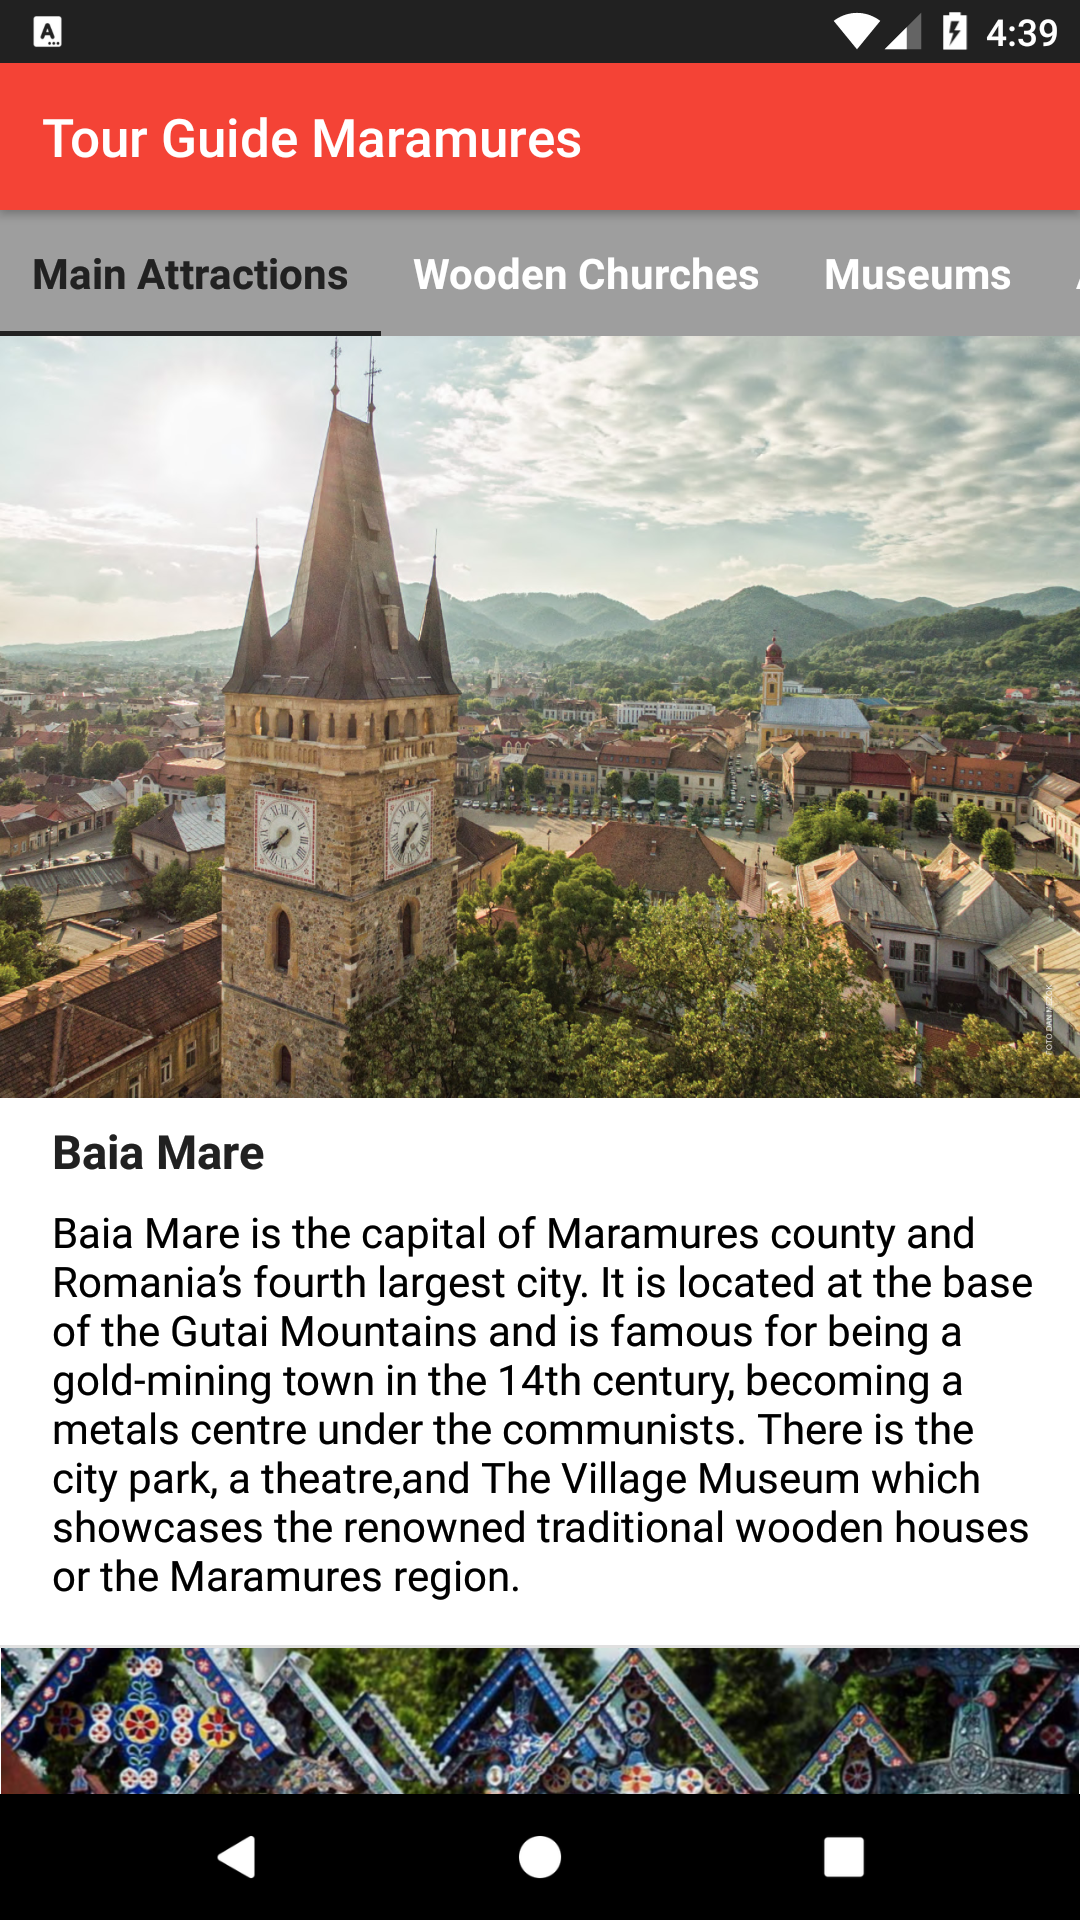 4:39
Tour Guide Maramures
Main Attractions Wooden Churches Museums
Baia Mare
Baia Mare is the capital of Maramures county and
Romania’s fourth largest city. It is located at the base
of the Gutai Mountains and is famous for being a
gold-mining town in the 14th century, becoming a
metals centre under the communists. There is the
city park, a theatre,and The Village Museum which
showcases the renowned traditional wooden houses
or the Maramures region.